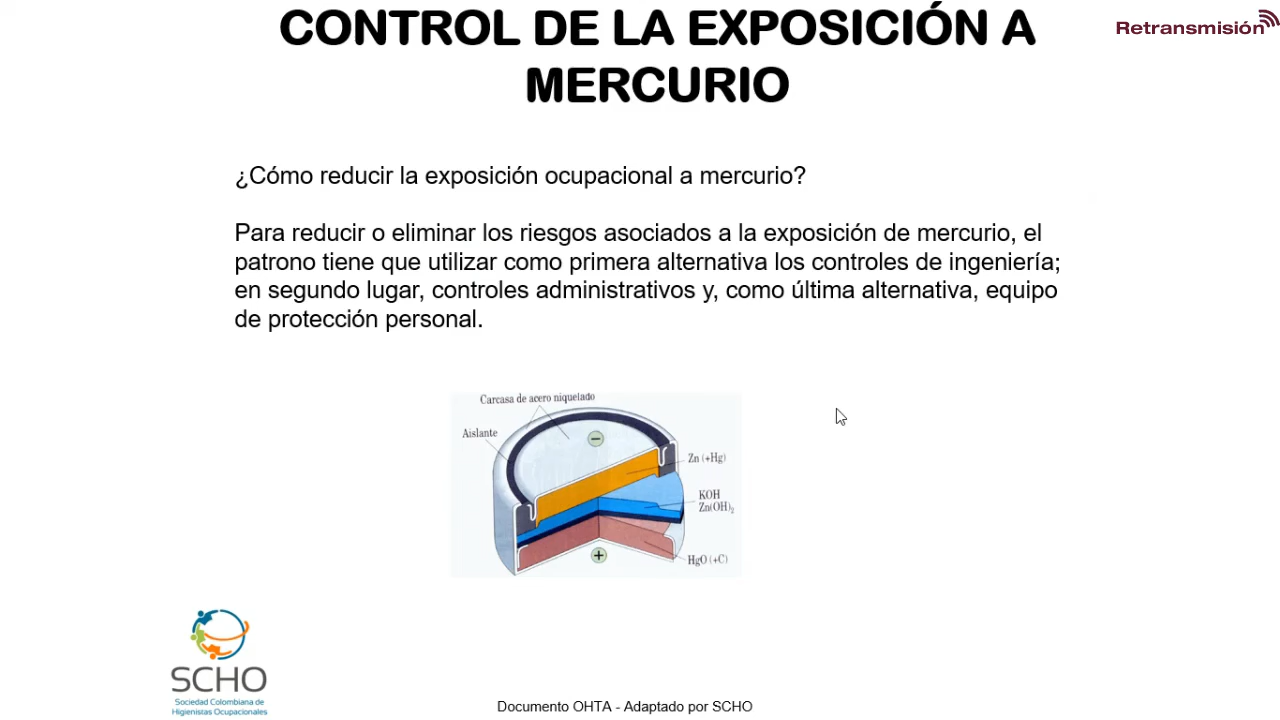 CONTROL DE LA EXPOSICIÓN A
MERCURIO
Retransmisión
¿Cómo reducir la exposición ocupacional a mercurio?
Para reducir o eliminar los riesgos asociados a la exposición de mercurio, el
patrono tiene que utilizar como primera alternativa los controles de ingeniería;
en segundo lugar, controles administrativos y, como última alternativa, equipo
de protección personal.
Carcasa de acero niquelado
Aislante
−
Zn (+Hg)
KOH
Zn(OH)₂
HgO (+C)
+
SCHO
Sociedad Colombiana de
Higienistas Ocupacionales
Documento OHTA - Adaptado por SCHO